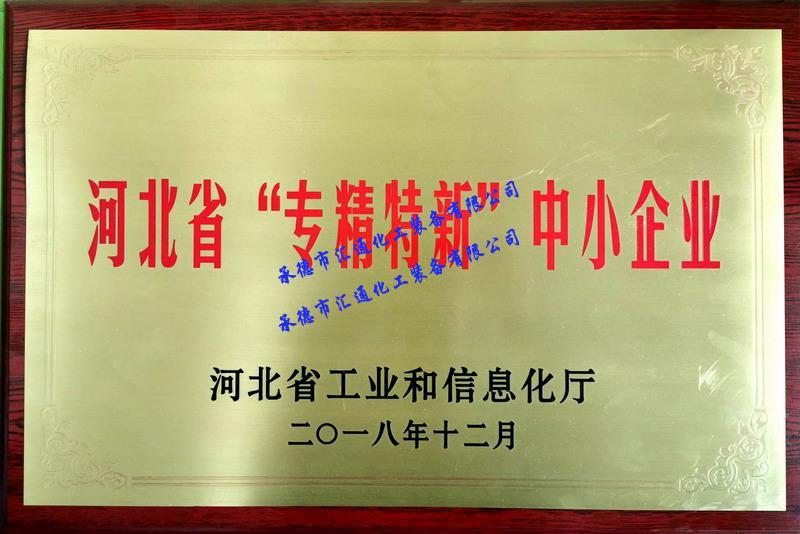 河北省“专精特新”中小企业
承德市汇通化工装备有限公司
承德市汇通化工装备有限公司
河北省工业和信息化厅
二〇一八年十二月